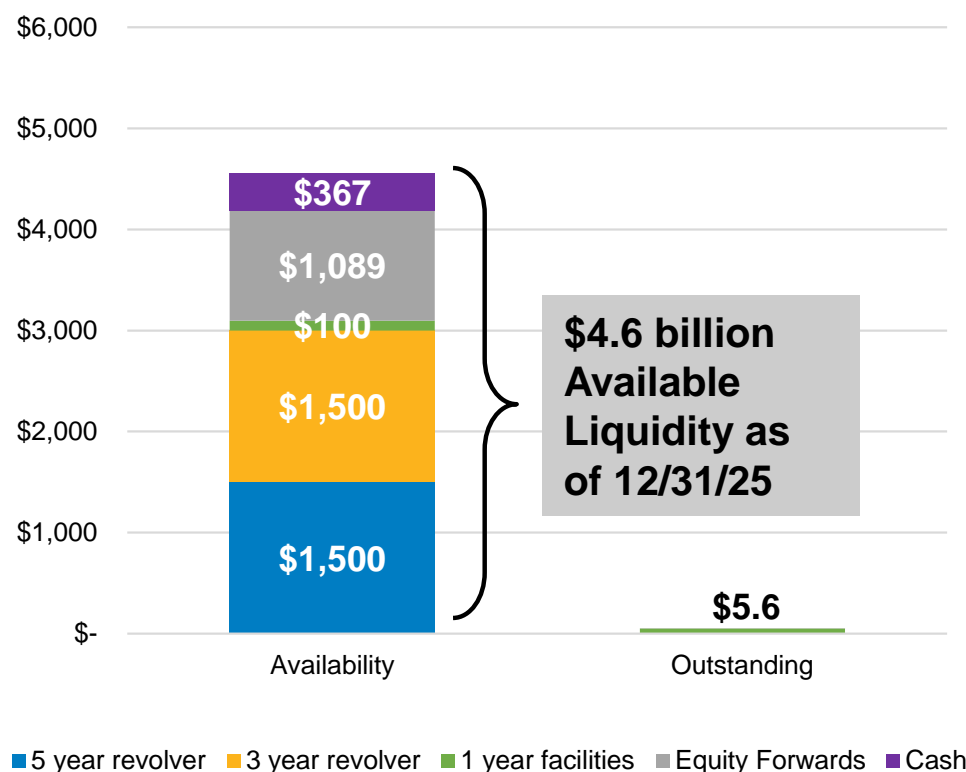 $6,000
$5,000
$4,000
$3,000
$2,000
$1,000
$-
$367
$1,089
$100
$1,500
$1,500
$4.6 billion
Available
Liquidity as
of 12/31/25
$5.6
Availability
Outstanding
5 year revolver
3 year revolver
1 year facilities
Equity Forwards
Cash